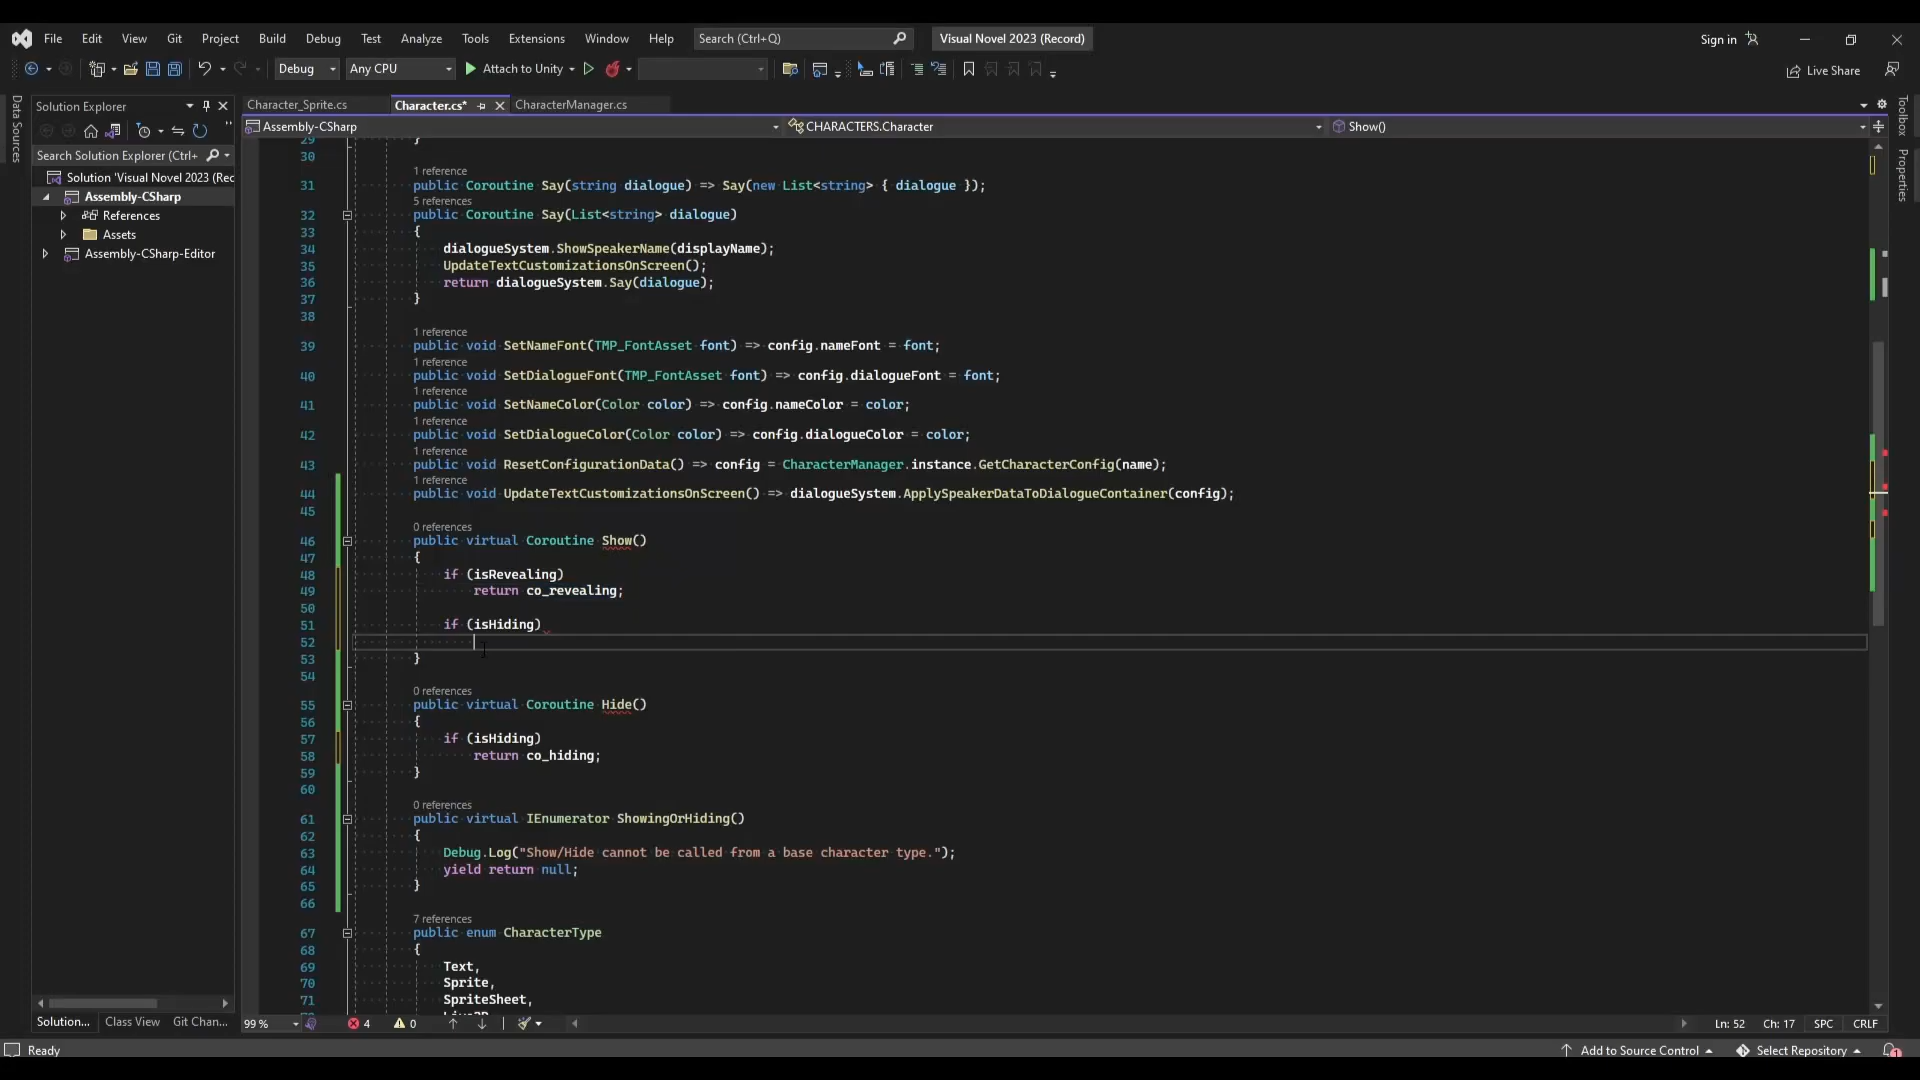 File Edit View Git Project Build Debug Test Analyze Tools Extensions Window Help Search (Ctrl+Q) Visual Novel 2023 (Record) Sign in
Debug Any CPU Attach to Unity Live Share
Data Sources
Solution Explorer
Search Solution Explorer (Ctrl+
Solution 'Visual Novel 2023 (Rec
Assembly-CSharp
References
Assets
Assembly-CSharp-Editor
Solution... Class View Git Chan...
Character_Sprite.cs Character.cs* CharacterManager.cs
Assembly-CSharp CHARACTERS.Character Show()
29 }
30
1 reference
31 public Coroutine Say(string dialogue) => Say(new List<string> { dialogue });
5 references
32 public Coroutine Say(List<string> dialogue)
33 {
34 dialogueSystem.ShowSpeakerName(displayName);
35 UpdateTextCustomizationsOnScreen();
36 return dialogueSystem.Say(dialogue);
37 }
38
1 reference
39 public void SetNameFont(TMP_FontAsset font) => config.nameFont = font;
1 reference
40 public void SetDialogueFont(TMP_FontAsset font) => config.dialogueFont = font;
1 reference
41 public void SetNameColor(Color color) => config.nameColor = color;
1 reference
42 public void SetDialogueColor(Color color) => config.dialogueColor = color;
1 reference
43 public void ResetConfigurationData() => config = CharacterManager.instance.GetCharacterConfig(name);
1 reference
44 public void UpdateTextCustomizationsOnScreen() => dialogueSystem.ApplySpeakerDataToDialogueContainer(config);
45
0 references
46 public virtual Coroutine Show()
47 {
48 if (isRevealing)
49 return co_revealing;
50
51 if (isHiding)
52
53 }
54
0 references
55 public virtual Coroutine Hide()
56 {
57 if (isHiding)
58 return co_hiding;
59 }
60
0 references
61 public virtual IEnumerator ShowingOrHiding()
62 {
63 Debug.Log("Show/Hide cannot be called from a base character type.");
64 yield return null;
65 }
66
7 references
67 public enum CharacterType
68 {
69 Text,
70 Sprite,
71 SpriteSheet,
Toolbox
Properties
99 % 4 0 Ln: 52 Ch: 17 SPC CRLF
Ready Add to Source Control Select Repository 1